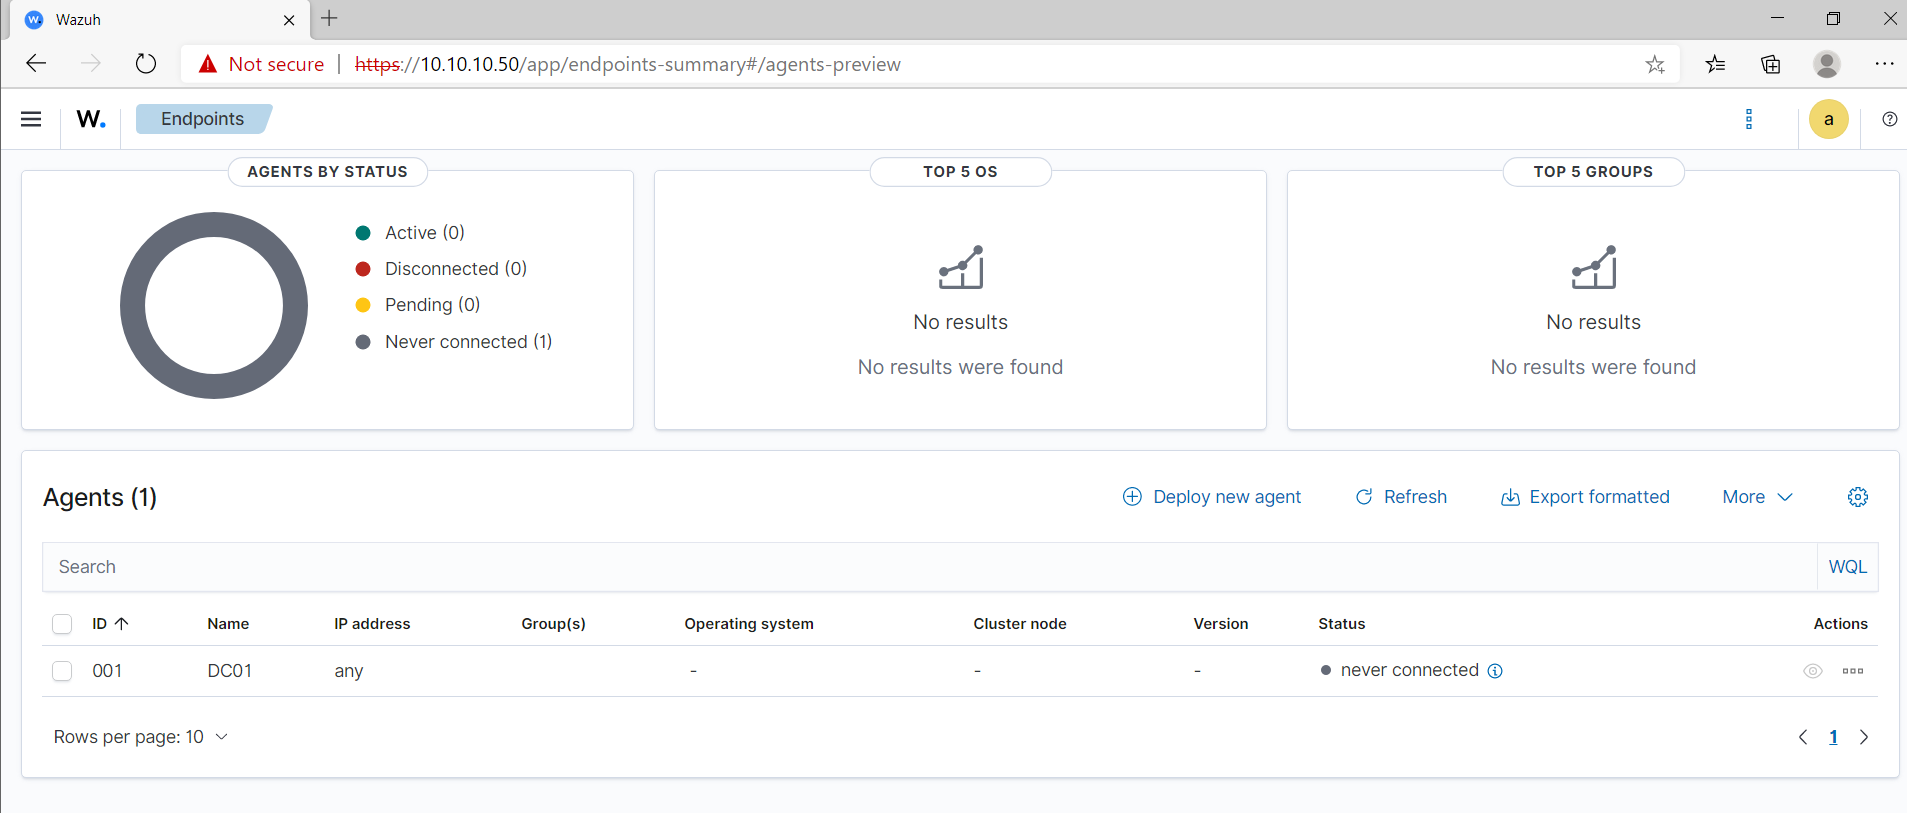 Wazuh
Not secure | https://10.10.10.50/app/endpoints-summary#/agents-preview
W. Endpoints a
AGENTS BY STATUS
Active (0)
Disconnected (0)
Pending (0)
Never connected (1)
TOP 5 OS
No results
No results were found
TOP 5 GROUPS
No results
No results were found
Agents (1) Deploy new agent Refresh Export formatted More
Search WQL
ID Name IP address Group(s) Operating system Cluster node Version Status Actions
001 DC01 any - - - never connected
Rows per page: 10 1